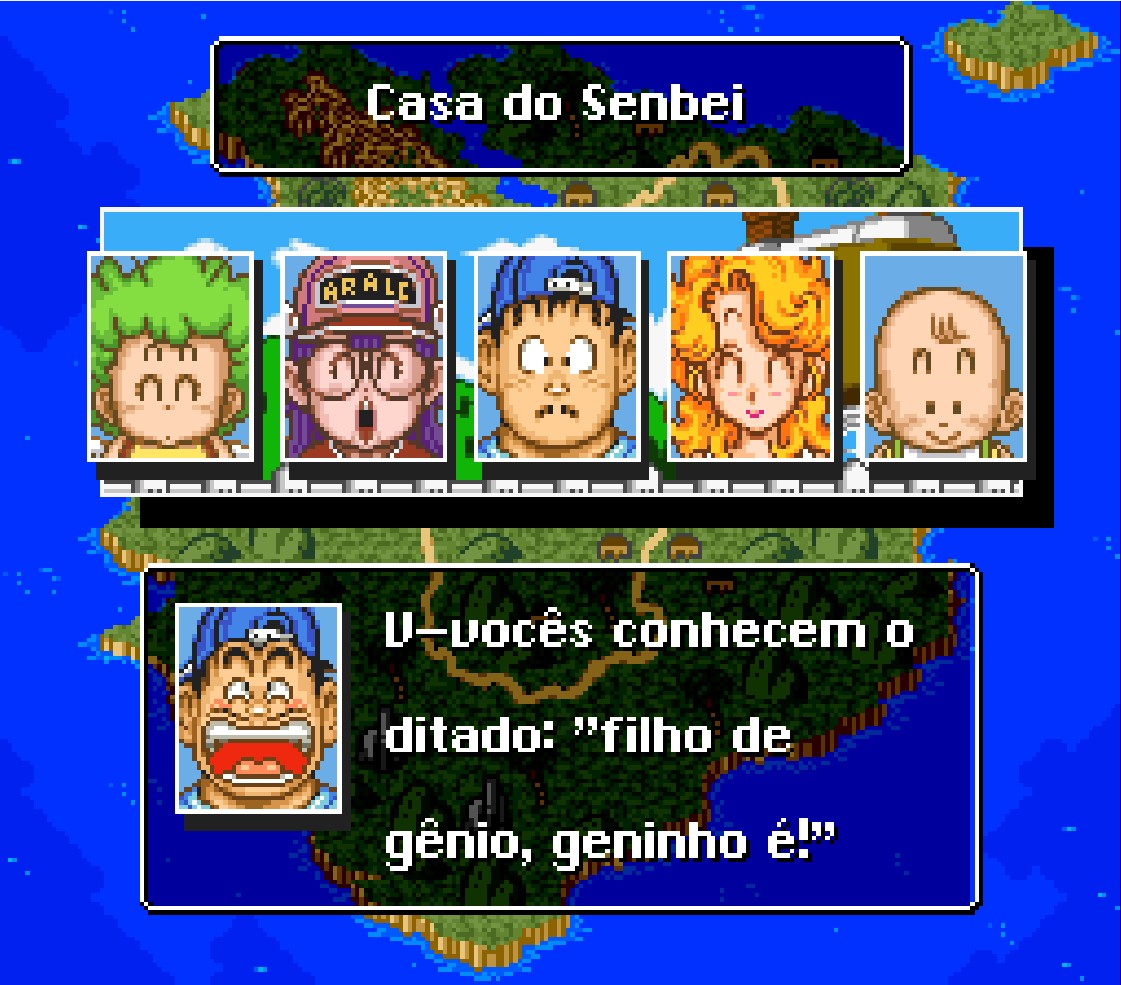 Casa do Senbei
ARALE
V-vocês conhecem o
ditado: ”filho de
gênio, geninho é!”